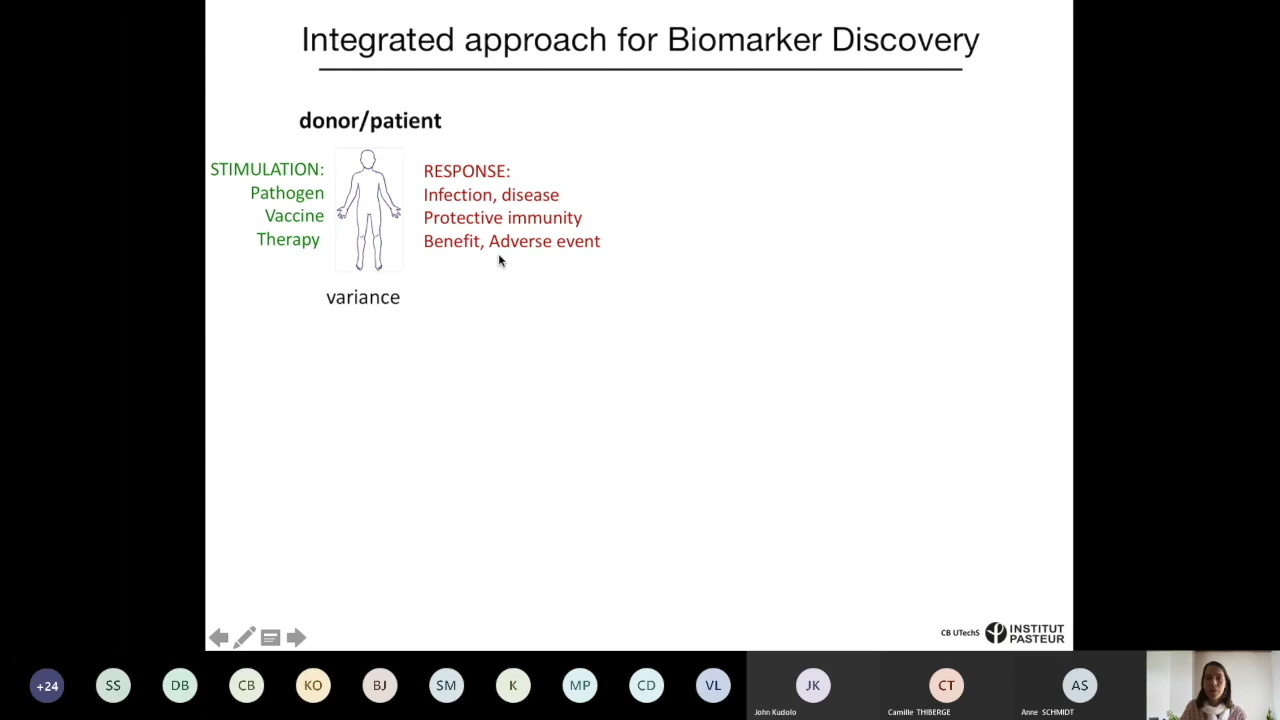 Integrated approach for Biomarker Discovery
donor/patient
STIMULATION:
Pathogen
Vaccine
Therapy
RESPONSE:
Infection, disease
Protective immunity
Benefit, Adverse event
variance
CB UTechS
INSTITUT
PASTEUR
+24
SS
DB
CB
KO
BJ
SM
K
MP
CD
VL
JK
John Kudolo
CT
Camille THIBERGE
AS
Anne SCHMIDT